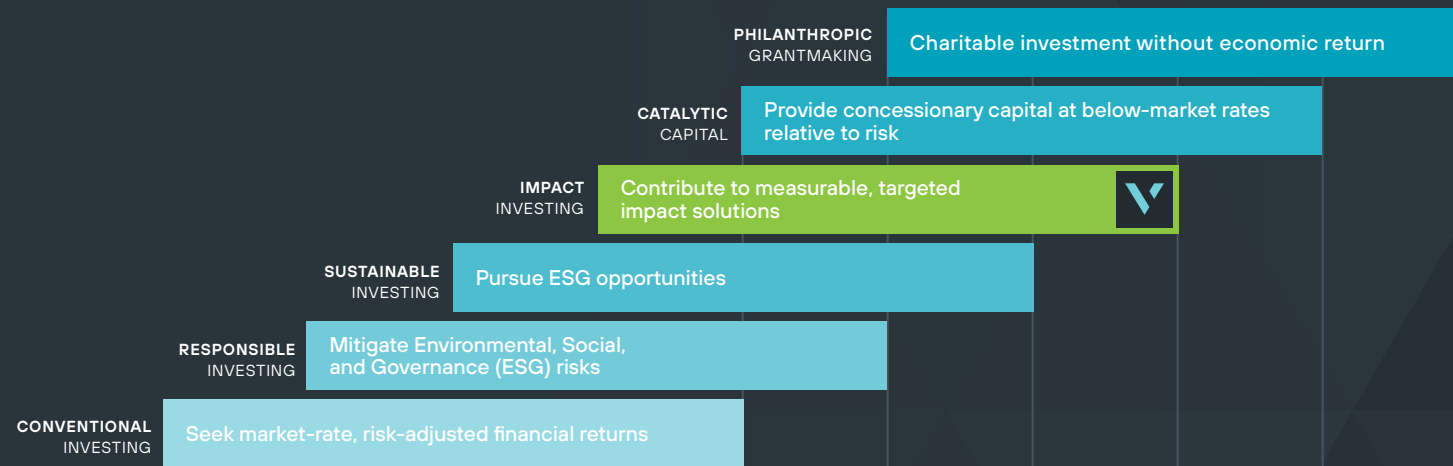 PHILANTHROPIC
GRANTMAKING
Charitable investment without economic return
CATALYTIC
CAPITAL
Provide concessionary capital at below-market rates
relative to risk
IMPACT
INVESTING
Contribute to measurable, targeted
impact solutions
SUSTAINABLE
INVESTING
Pursue ESG opportunities
RESPONSIBLE
INVESTING
Mitigate Environmental, Social,
and Governance (ESG) risks
CONVENTIONAL
INVESTING
Seek market-rate, risk-adjusted financial returns